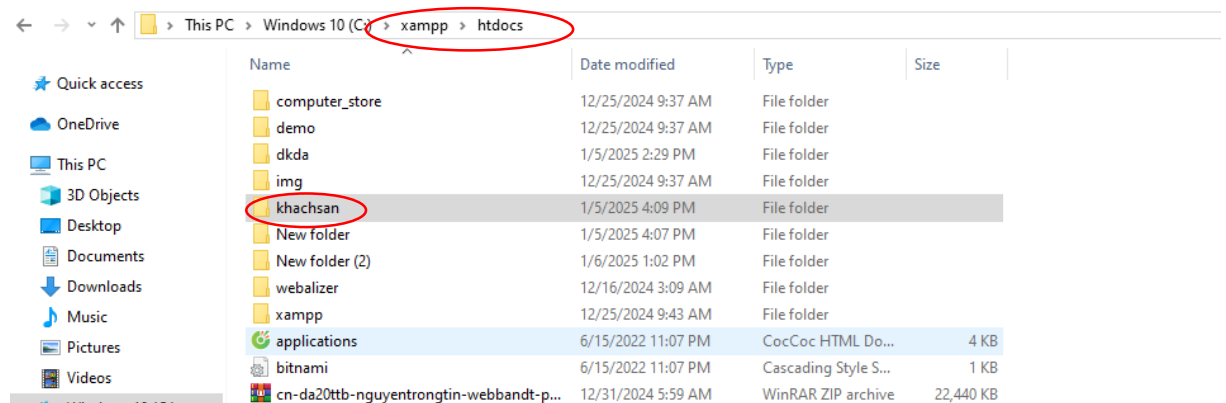 This PC > Windows 10 (C:) > xampp > htdocs
Name Date modified Type Size
Quick access
OneDrive
This PC
3D Objects
Desktop
Documents
Downloads
Music
Pictures
Videos
computer_store 12/25/2024 9:37 AM File folder
demo 12/25/2024 9:37 AM File folder
dkda 1/5/2025 2:29 PM File folder
img 12/25/2024 9:37 AM File folder
khachsan 1/5/2025 4:09 PM File folder
New folder 1/5/2025 4:07 PM File folder
New folder (2) 1/6/2025 1:02 PM File folder
webalizer 12/16/2024 3:09 AM File folder
xampp 12/25/2024 9:43 AM File folder
applications 6/15/2022 11:07 PM CocCoc HTML Do... 4 KB
bitnami 6/15/2022 11:07 PM Cascading Style S... 1 KB
cn-da20ttb-nguyentrongtin-webbandt-p... 12/31/2024 5:59 AM WinRAR ZIP archive 22,440 KB